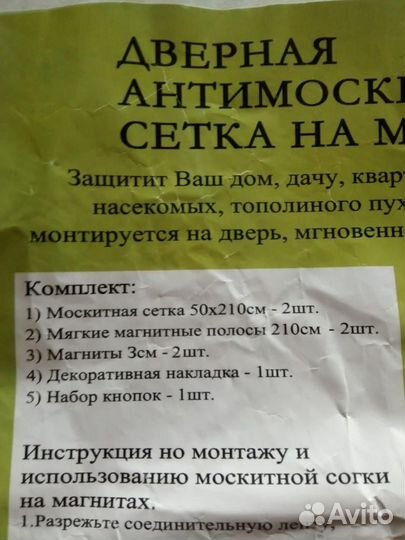 ДВЕРНАЯ
АНТИМОСКИ
СЕТКА НА М
Защитит Ваш дом, дачу, кварт
насекомых, тополиного пух
монтируется на дверь, мгновенн
Комплект:
1) Москитная сетка 50х210см - 2шт.
2) Мягкие магнитные полосы 210см - 2шт.
3) Магниты 3см - 2шт.
4) Декоративная накладка - 1шт.
5) Набор кнопок - 1шт.
Инструкция но монтажу и
использованию москитной согки
на магнитах.
1.Разрежьте соединительную
Avito